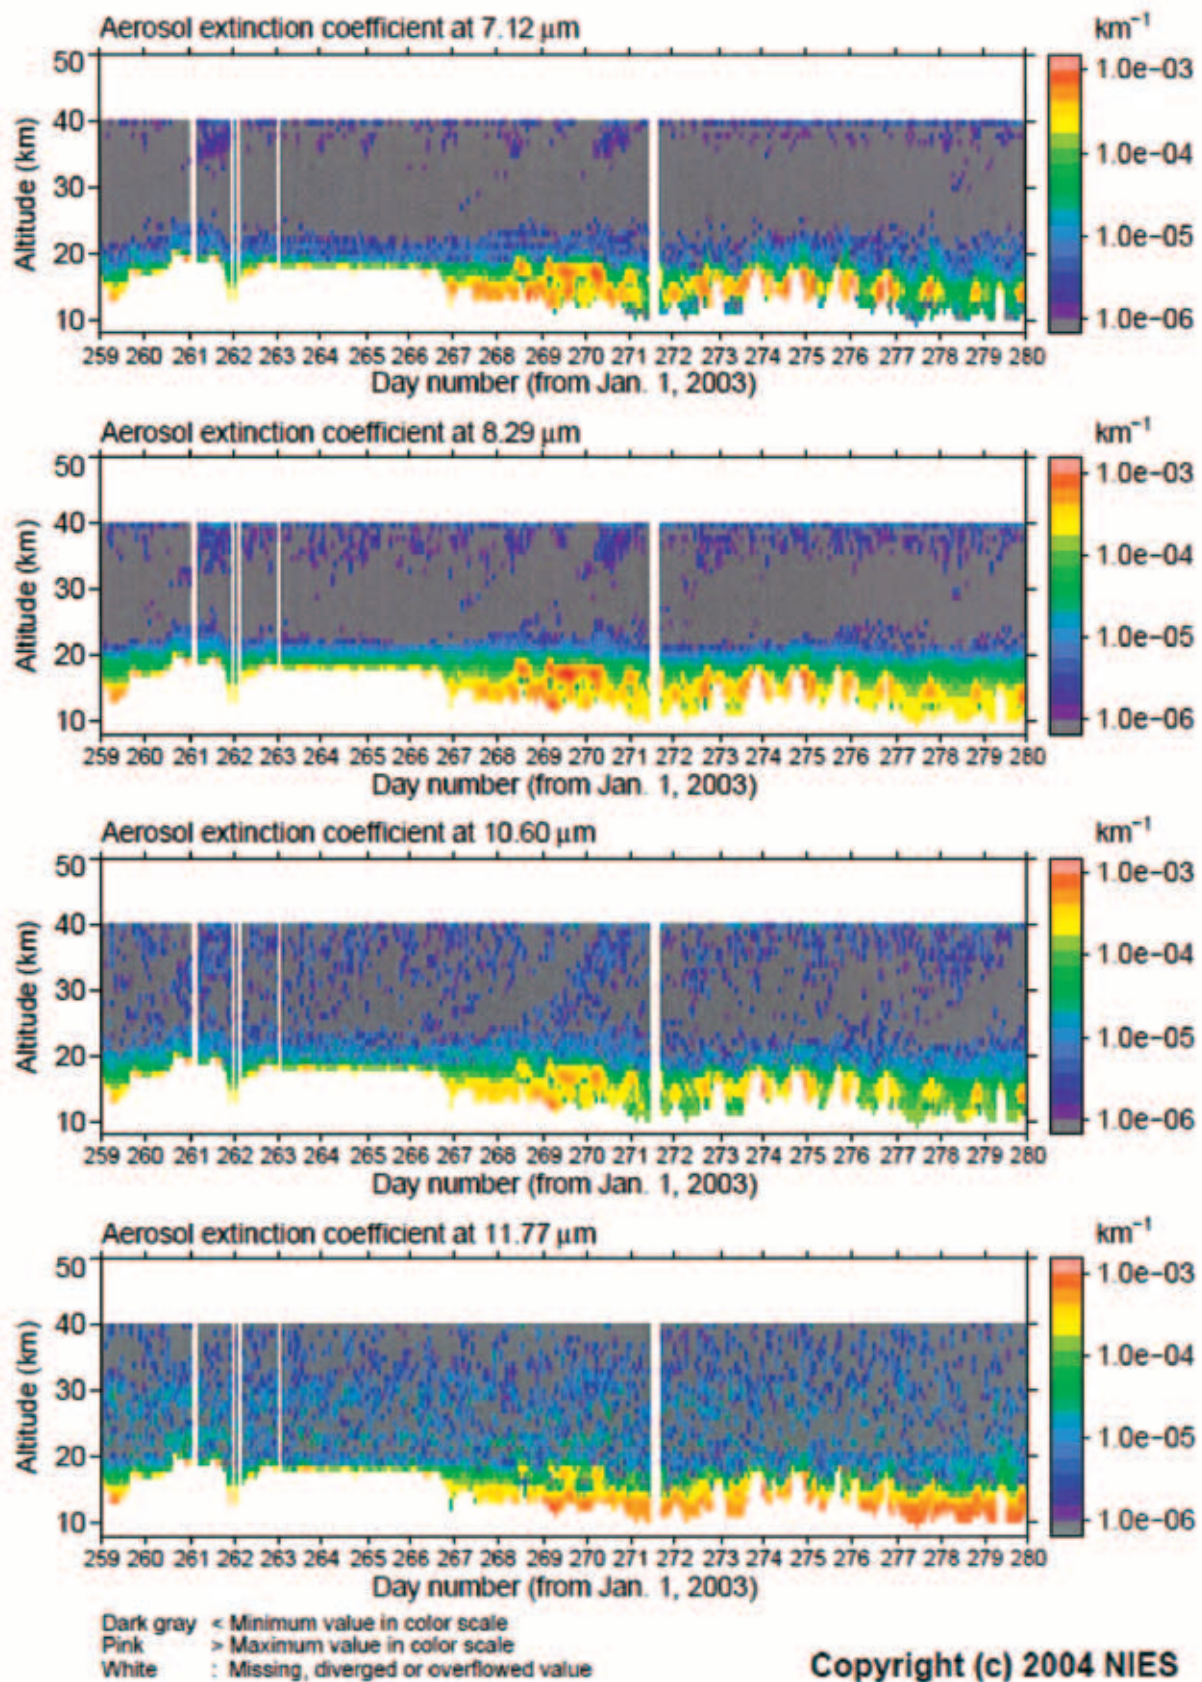 Aerosol extinction coefficient at 7.12 μm
km⁻¹
50
40
30
20
10
Altitude (km)
1.0e−03
1.0e−04
1.0e−05
1.0e−06
259 260 261 262 263 264 265 266 267 268 269 270 271 272 273 274 275 276 277 278 279 280
Day number (from Jan. 1, 2003)
Aerosol extinction coefficient at 8.29 μm
km⁻¹
50
40
30
20
10
Altitude (km)
1.0e−03
1.0e−04
1.0e−05
1.0e−06
259 260 261 262 263 264 265 266 267 268 269 270 271 272 273 274 275 276 277 278 279 280
Day number (from Jan. 1, 2003)
Aerosol extinction coefficient at 10.60 μm
km⁻¹
50
40
30
20
10
Altitude (km)
1.0e−03
1.0e−04
1.0e−05
1.0e−06
259 260 261 262 263 264 265 266 267 268 269 270 271 272 273 274 275 276 277 278 279 280
Day number (from Jan. 1, 2003)
Aerosol extinction coefficient at 11.77 μm
km⁻¹
50
40
30
20
10
Altitude (km)
1.0e−03
1.0e−04
1.0e−05
1.0e−06
259 260 261 262 263 264 265 266 267 268 269 270 271 272 273 274 275 276 277 278 279 280
Day number (from Jan. 1, 2003)
Dark gray < Minimum value in color scale
Pink > Maximum value in color scale
White : Missing, diverged or overflowed value
Copyright (c) 2004 NIES